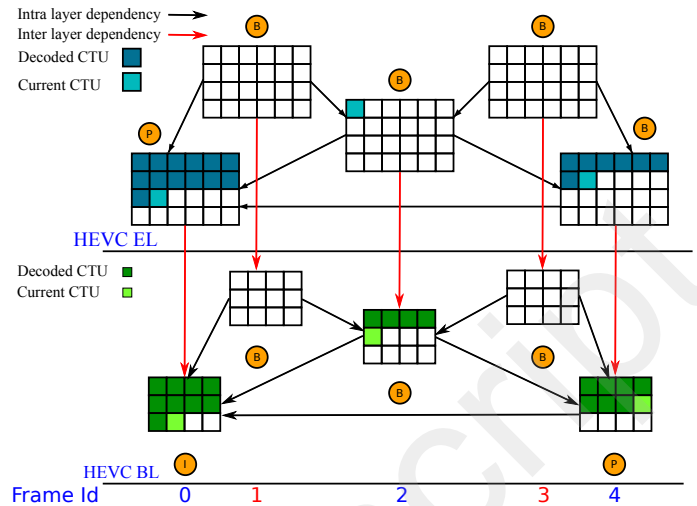 Intra layer dependency
Inter layer dependency
Decoded CTU
Current CTU
B
B
B
P
B
HEVC EL
Decoded CTU
Current CTU
B
B
B
I
P
HEVC BL
Frame Id 0 1 2 3 4
script